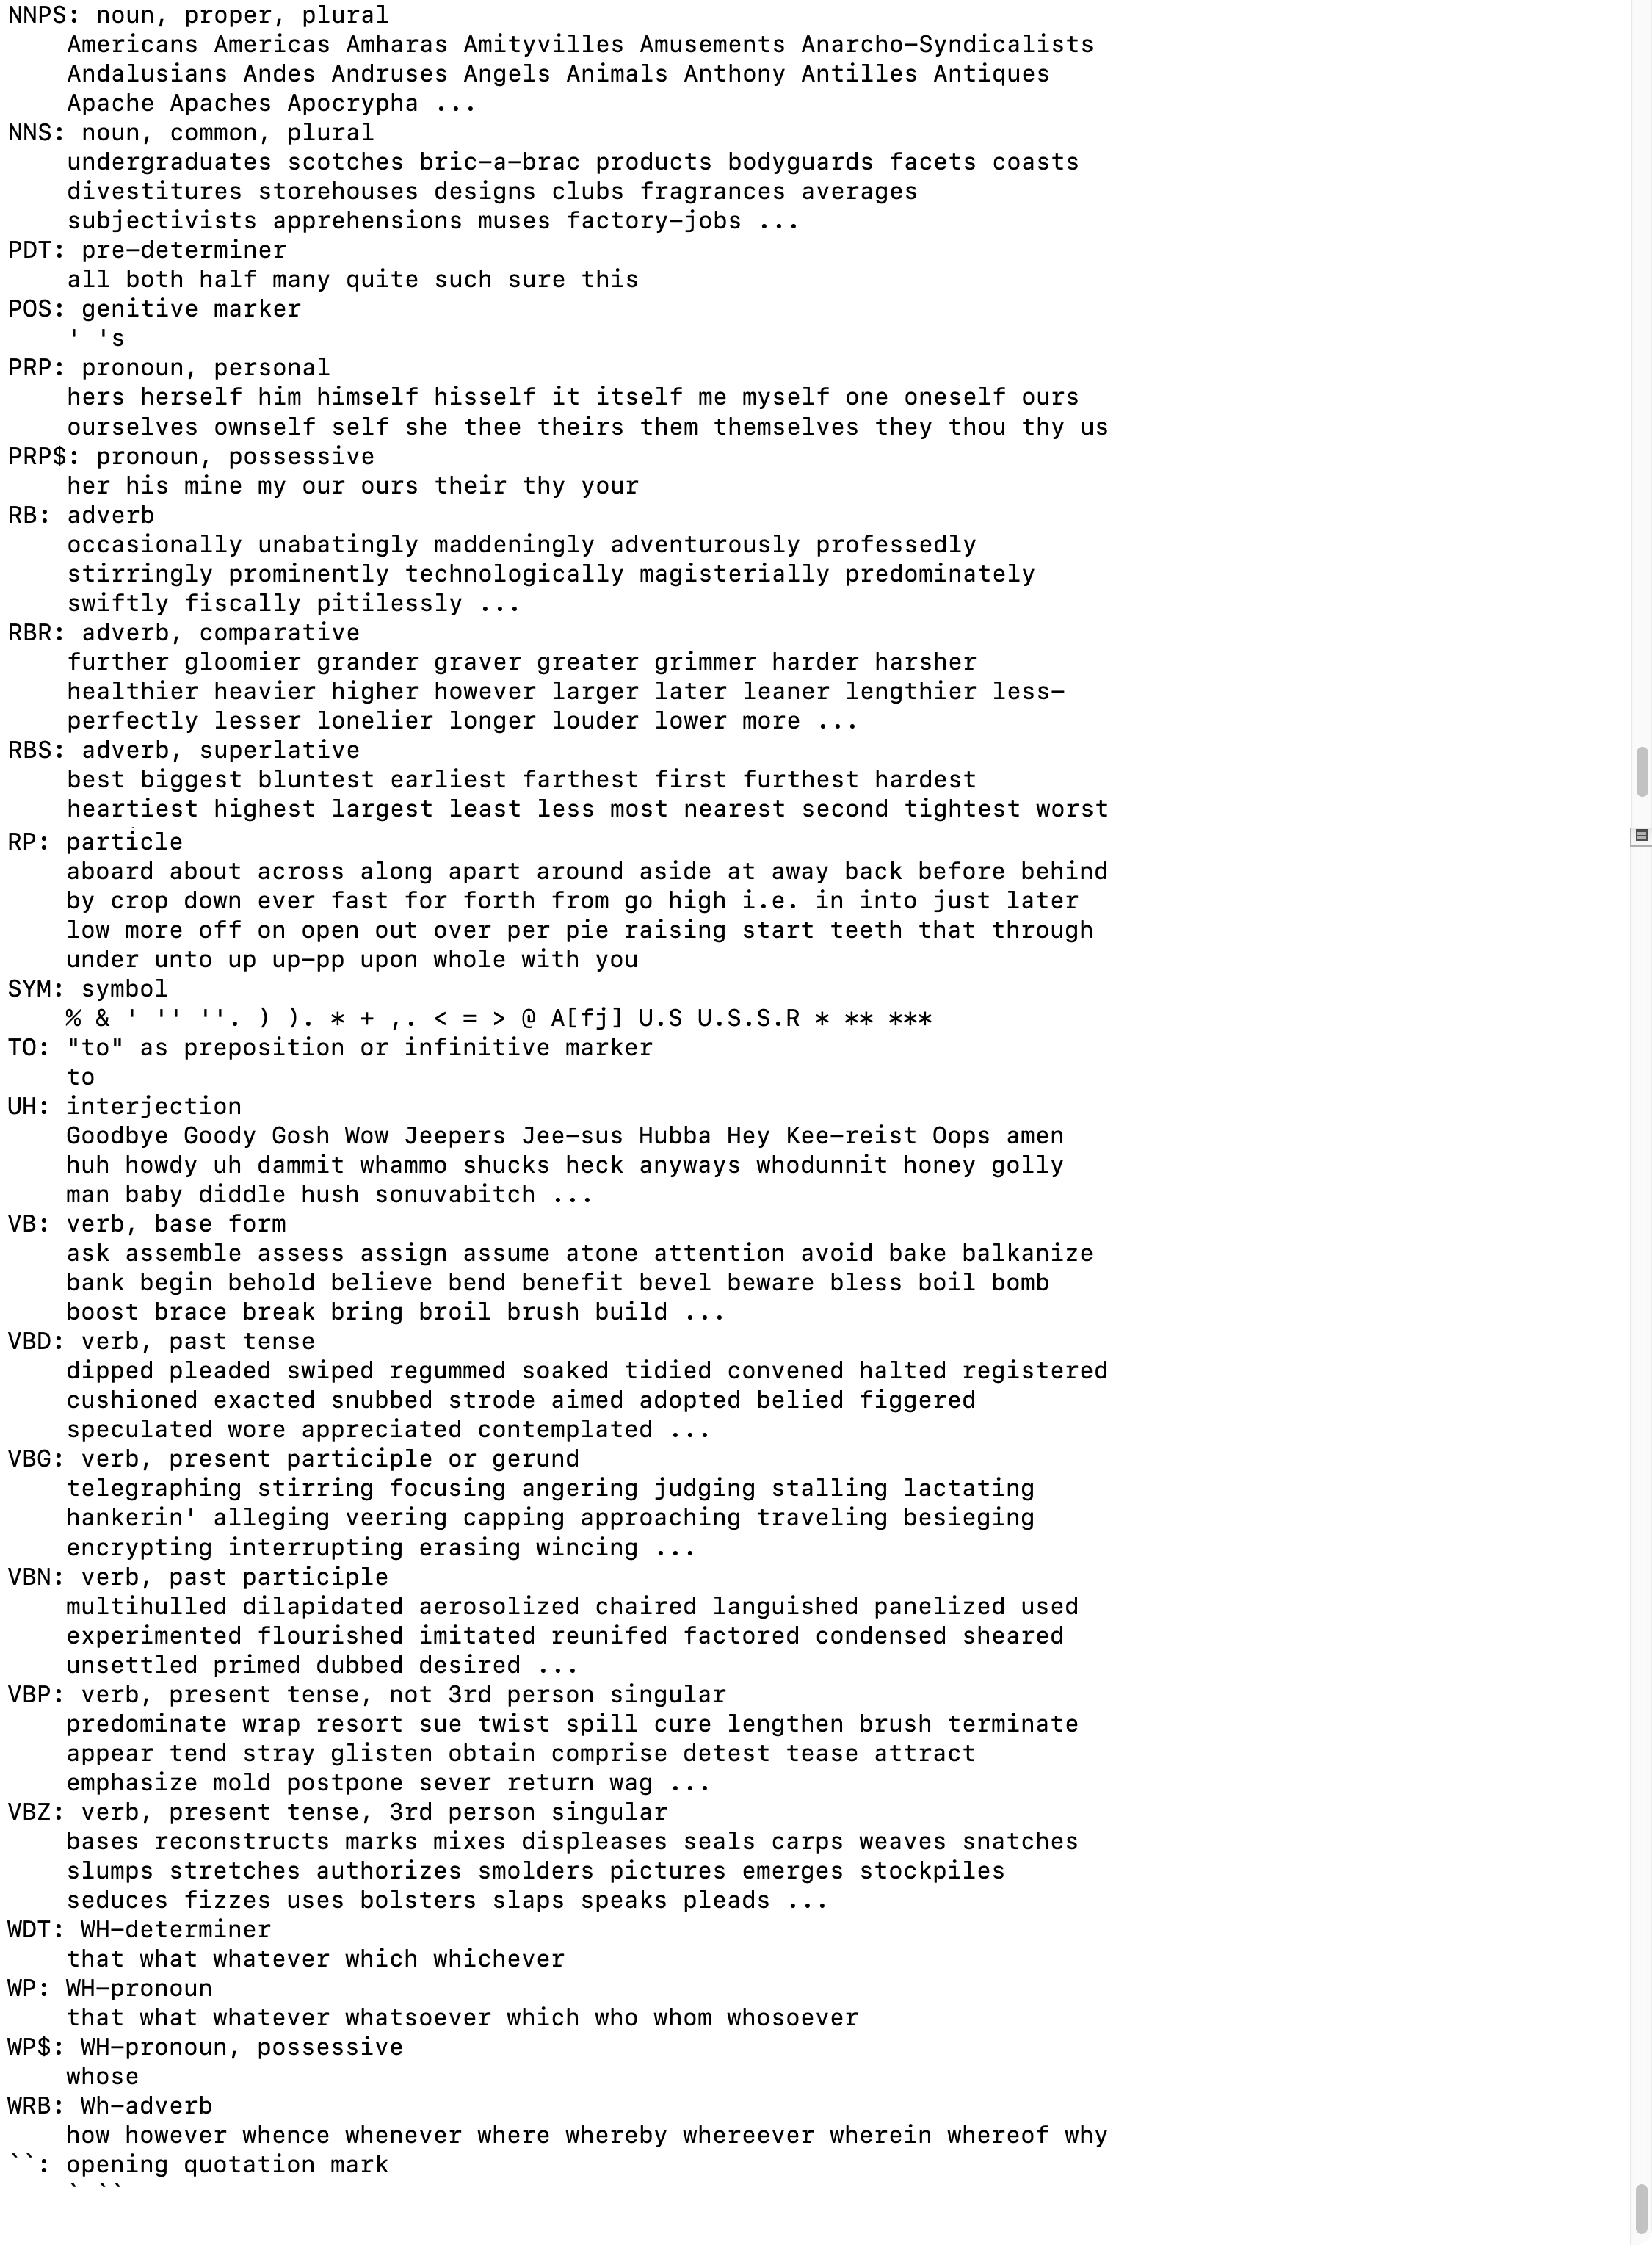 NNPS: noun, proper, plural
    Americans Americas Amharas Amityvilles Amusements Anarcho-Syndicalists
    Andalusians Andes Andruses Angels Animals Anthony Antilles Antiques
    Apache Apaches Apocrypha ...
NNS: noun, common, plural
    undergraduates scotches bric-a-brac products bodyguards facets coasts
    divestitures storehouses designs clubs fragrances averages
    subjectivists apprehensions muses factory-jobs ...
PDT: pre-determiner
    all both half many quite such sure this
POS: genitive marker
    ' 's
PRP: pronoun, personal
    hers herself him himself hisself it itself me myself one oneself ours
    ourselves ownself self she thee theirs them themselves they thou thy us
PRP$: pronoun, possessive
    her his mine my our ours their thy your
RB: adverb
    occasionally unabatingly maddeningly adventurously professedly
    stirringly prominently technologically magisterially predominately
    swiftly fiscally pitilessly ...
RBR: adverb, comparative
    further gloomier grander graver greater grimmer harder harsher
    healthier heavier higher however larger later leaner lengthier less-
    perfectly lesser lonelier longer louder lower more ...
RBS: adverb, superlative
    best biggest bluntest earliest farthest first furthest hardest
    heartiest highest largest least less most nearest second tightest worst
RP: particle
    aboard about across along apart around aside at away back before behind
    by crop down ever fast for forth from go high i.e. in into just later
    low more off on open out over per pie raising start teeth that through
    under unto up up-pp upon whole with you
SYM: symbol
    % & ' '' ''. ) ). * + ,. < = > @ A[fj] U.S U.S.S.R * ** ***
TO: "to" as preposition or infinitive marker
    to
UH: interjection
    Goodbye Goody Gosh Wow Jeepers Jee-sus Hubba Hey Kee-reist Oops amen
    huh howdy uh dammit whammo shucks heck anyways whodunnit honey golly
    man baby diddle hush sonuvabitch ...
VB: verb, base form
    ask assemble assess assign assume atone attention avoid bake balkanize
    bank begin behold believe bend benefit bevel beware bless boil bomb
    boost brace break bring broil brush build ...
VBD: verb, past tense
    dipped pleaded swiped regummed soaked tidied convened halted registered
    cushioned exacted snubbed strode aimed adopted belied figgered
    speculated wore appreciated contemplated ...
VBG: verb, present participle or gerund
    telegraphing stirring focusing angering judging stalling lactating
    hankerin' alleging veering capping approaching traveling besieging
    encrypting interrupting erasing wincing ...
VBN: verb, past participle
    multihulled dilapidated aerosolized chaired languished panelized used
    experimented flourished imitated reunifed factored condensed sheared
    unsettled primed dubbed desired ...
VBP: verb, present tense, not 3rd person singular
    predominate wrap resort sue twist spill cure lengthen brush terminate
    appear tend stray glisten obtain comprise detest tease attract
    emphasize mold postpone sever return wag ...
VBZ: verb, present tense, 3rd person singular
    bases reconstructs marks mixes displeases seals carps weaves snatches
    slumps stretches authorizes smolders pictures emerges stockpiles
    seduces fizzes uses bolsters slaps speaks pleads ...
WDT: WH-determiner
    that what whatever which whichever
WP: WH-pronoun
    that what whatever whatsoever which who whom whosoever
WP$: WH-pronoun, possessive
    whose
WRB: Wh-adverb
    how however whence whenever where whereby whereever wherein whereof why
``: opening quotation mark
    ` ``